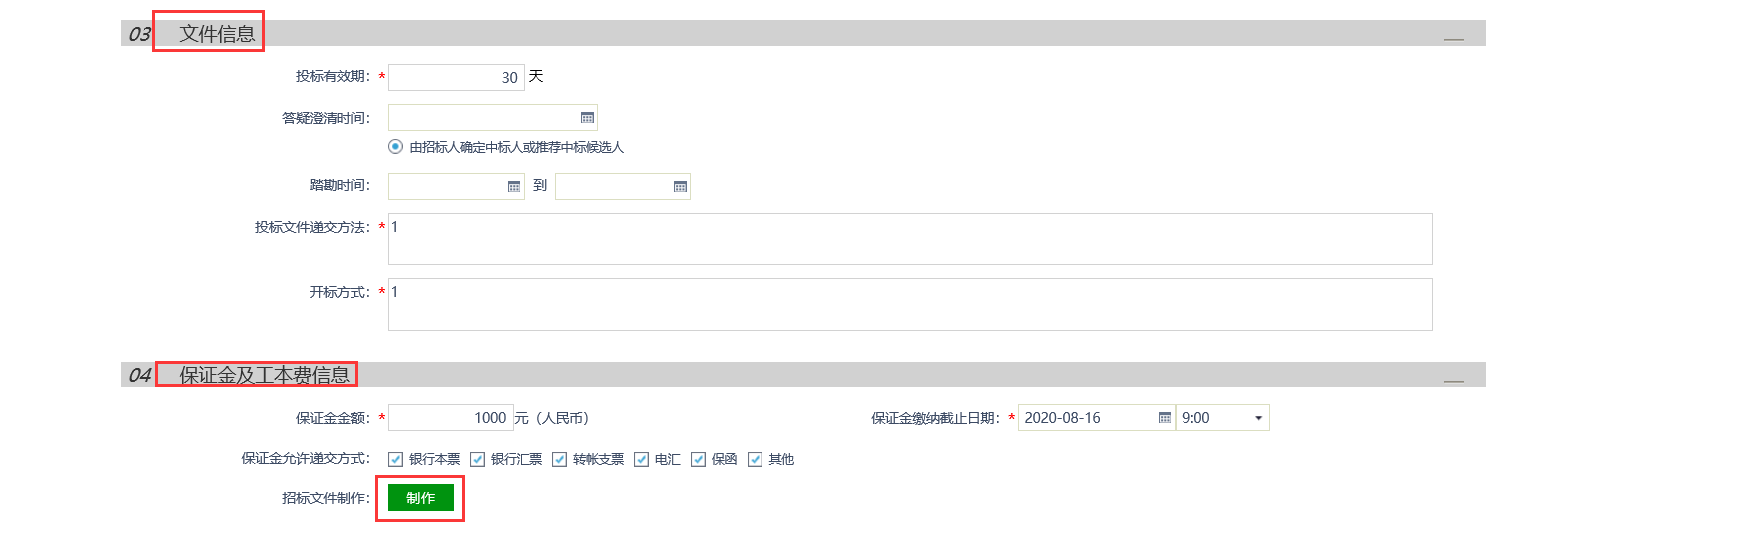 03 文件信息
投标有效期：* 30 天
答疑澄清时间：
由招标人确定中标人或推荐中标候选人
踏勘时间： 到
投标文件递交方法：* 1
开标方式：* 1
04 保证金及工本费信息
保证金金额：* 1000 元（人民币） 保证金缴纳截止日期：* 2020-08-16 9:00
保证金允许递交方式： 银行本票 银行汇票 转帐支票 电汇 保函 其他
招标文件制作： 制作